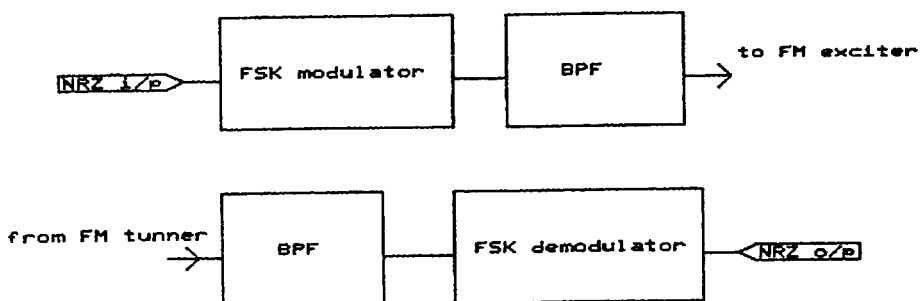 to FM exciter
FSK modulator
BPF
NRZ i/p
from FM tunner
BPF
FSK demodulator
NRZ o/p